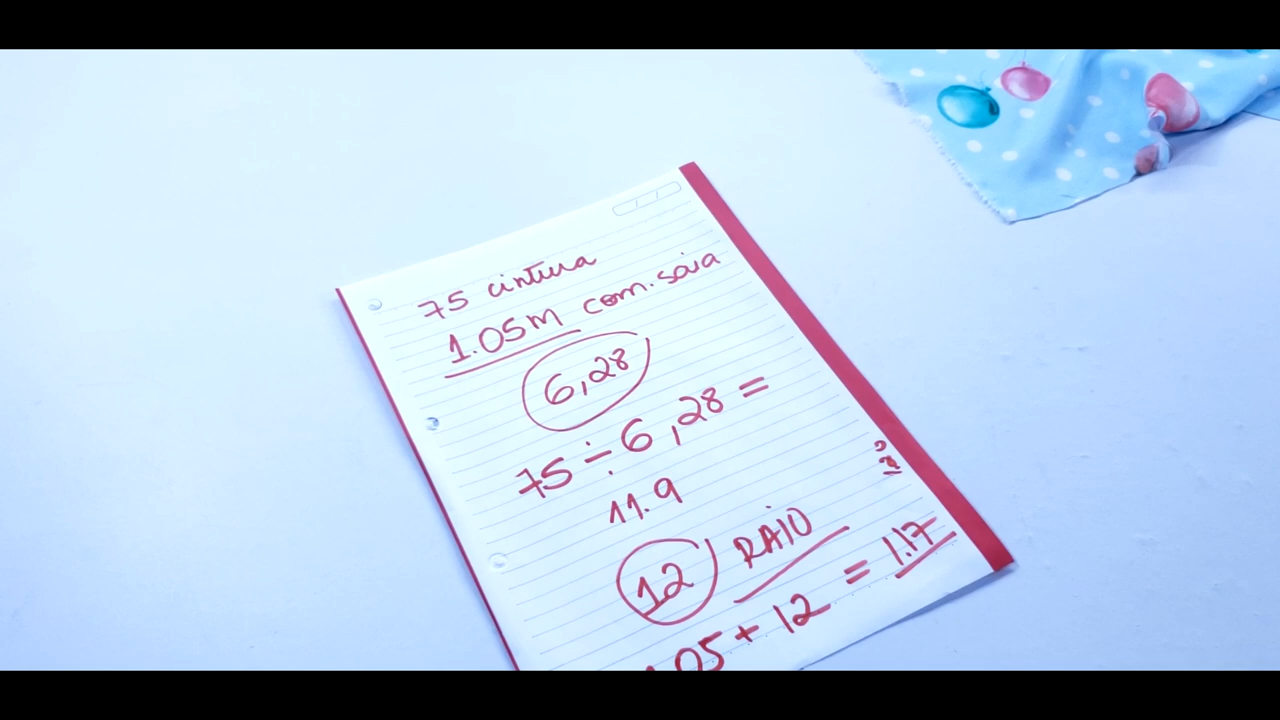 75 cintura
1.05m com. saia
6,28
75 ÷ 6,28 =
11.9
12 RAIO
.05 + 12 = 1.17